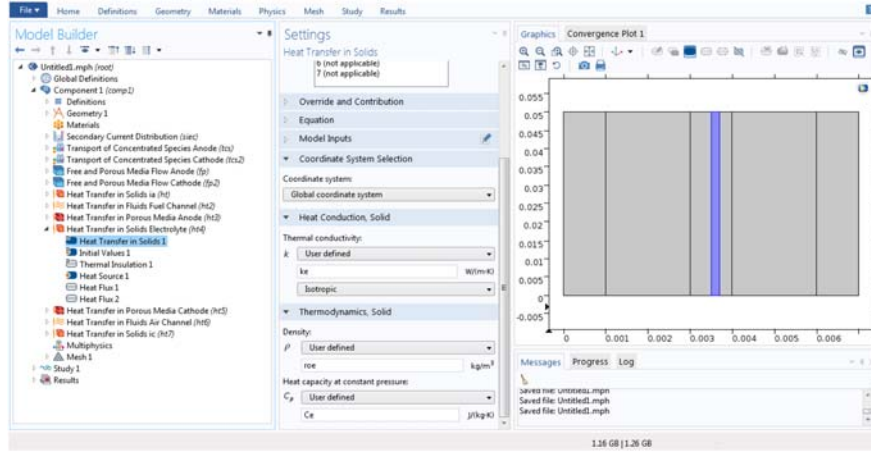 File Home Definitions Geometry Materials Physics Mesh Study Results
Model Builder
Untitled1.mph (root)
Global Definitions
Component 1 (comp1)
Definitions
Geometry 1
Materials
Secondary Current Distribution (siec)
Transport of Concentrated Species Anode (tcs)
Transport of Concentrated Species Cathode (tcs2)
Free and Porous Media Flow Anode (fp)
Free and Porous Media Flow Cathode (fp2)
Heat Transfer in Solids ia (ht)
Heat Transfer in Fluids Fuel Channel (ht2)
Heat Transfer in Porous Media Anode (ht3)
Heat Transfer in Solids Electrolyte (ht4)
Heat Transfer in Solids 1
Initial Values 1
Thermal Insulation 1
Heat Source 1
Heat Flux 1
Heat Flux 2
Heat Transfer in Porous Media Cathode (ht5)
Heat Transfer in Fluids Air Channel (ht6)
Heat Transfer in Solids ic (ht7)
Multiphysics
Mesh 1
Study 1
Results
Settings
Heat Transfer in Solids
6 (not applicable)
7 (not applicable)
Override and Contribution
Equation
Model Inputs
Coordinate System Selection
Coordinate system:
Global coordinate system
Heat Conduction, Solid
Thermal conductivity:
k User defined
ke W/(m·K)
Isotropic
Thermodynamics, Solid
Density:
ρ User defined
roe kg/m³
Heat capacity at constant pressure:
Cp User defined
Ce J/(kg·K)
Graphics Convergence Plot 1
0.055
0.05
0.045
0.04
0.035
0.03
0.025
0.02
0.015
0.01
0.005
0
-0.005
0 0.001 0.002 0.003 0.004 0.005 0.006
Messages Progress Log
Saved file: Untitled1.mph
Saved file: Untitled1.mph
Saved file: Untitled1.mph
1.16 GB | 1.26 GB